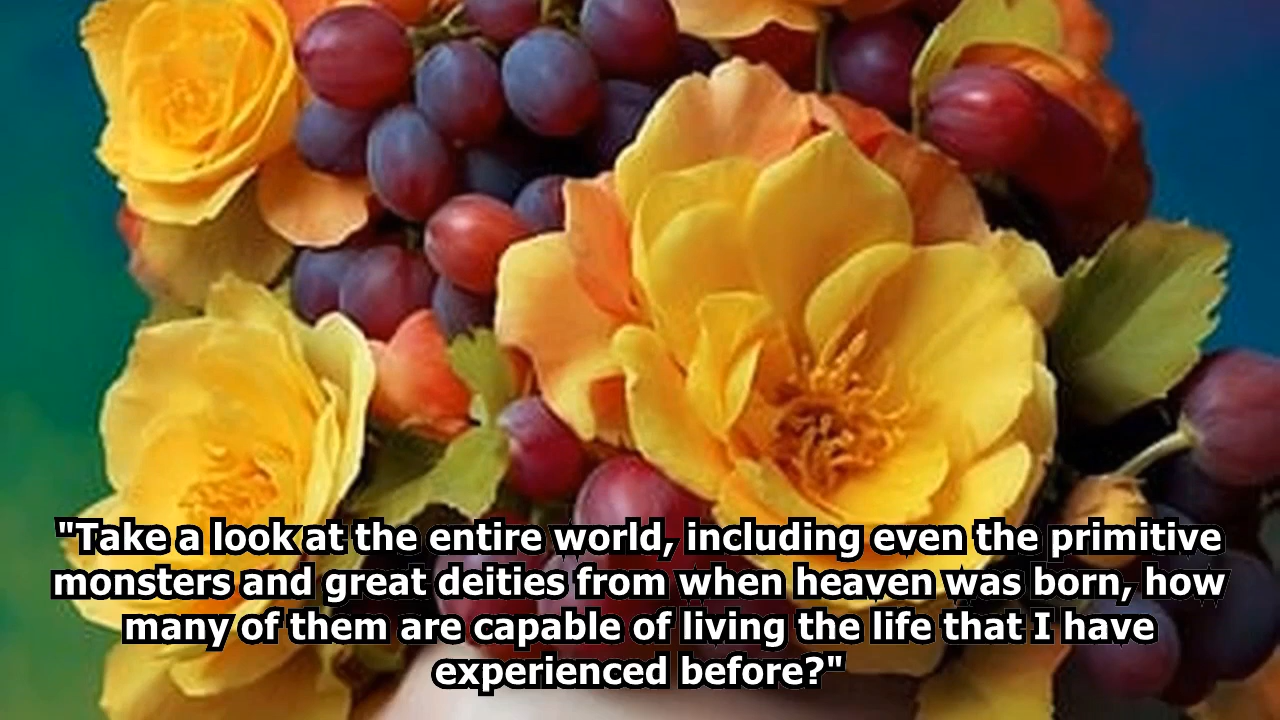 "Take a look at the entire world, including even the primitive
monsters and great deities from when heaven was born, how
many of them are capable of living the life that I have
experienced before?"